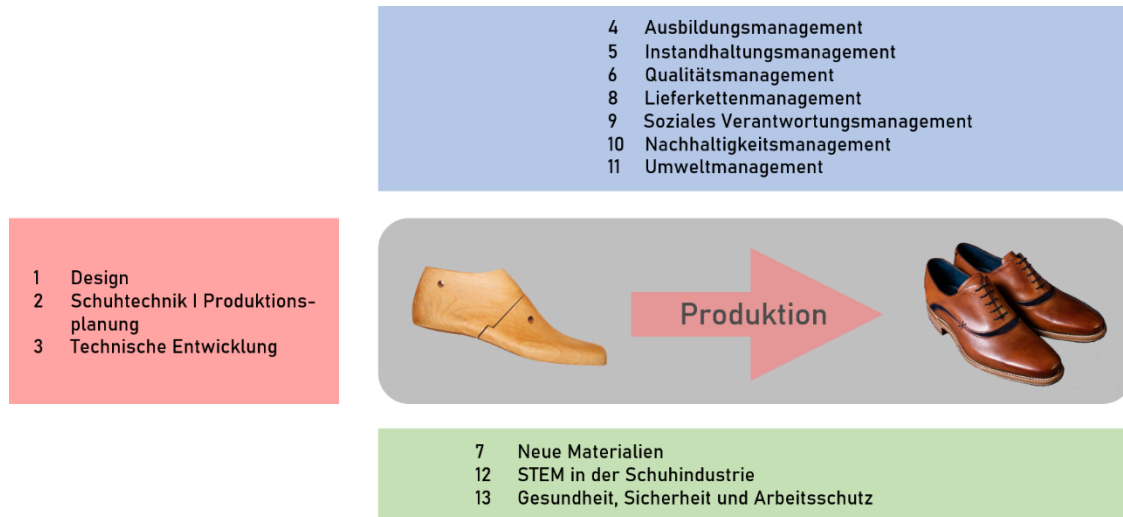 4 Ausbildungsmanagement
5 Instandhaltungsmanagement
6 Qualitätsmanagement
8 Lieferkettenmanagement
9 Soziales Verantwortungsmanagement
10 Nachhaltigkeitsmanagement
11 Umweltmanagement
1 Design
2 Schuhtechnik I Produktions-
planung
3 Technische Entwicklung
Produktion
7 Neue Materialien
12 STEM in der Schuhindustrie
13 Gesundheit, Sicherheit und Arbeitsschutz